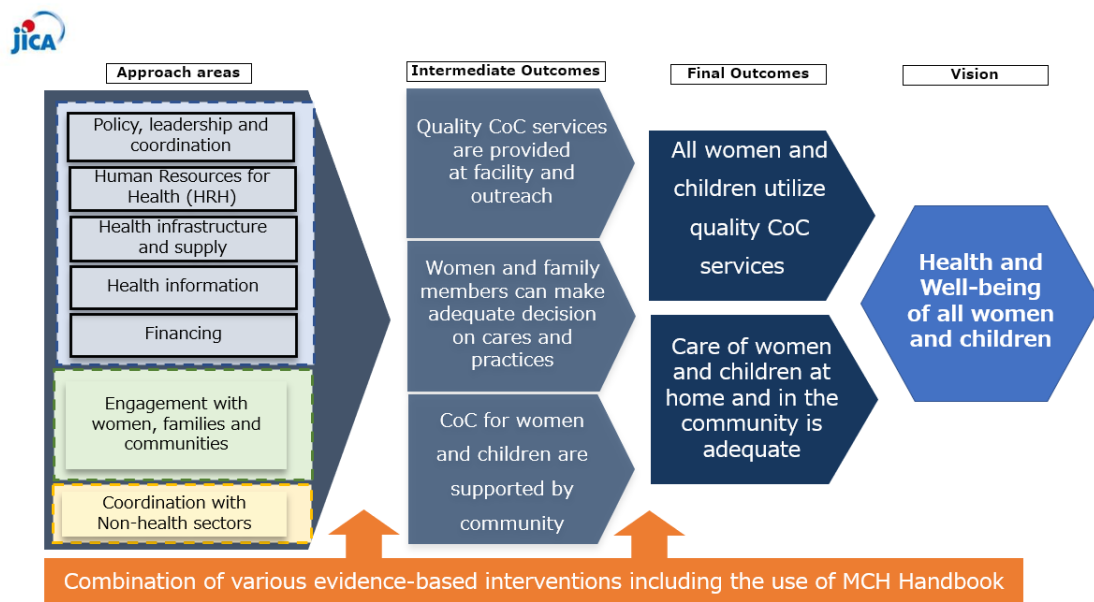 jICA
Approach areas
Intermediate Outcomes
Final Outcomes
Vision
Policy, leadership and
coordination
Human Resources for
Health (HRH)
Health infrastructure
and supply
Health information
Financing
Engagement with
women, families and
communities
Coordination with
Non-health sectors
Quality CoC services
are provided
at facility and
outreach
Women and family
members can make
adequate decision
on cares and
practices
CoC for women
and children are
supported by
community
All women and
children utilize
quality CoC
services
Care of women
and children at
home and in the
community is
adequate
Health and
Well-being
of all women
and children
Combination of various evidence-based interventions including the use of MCH Handbook